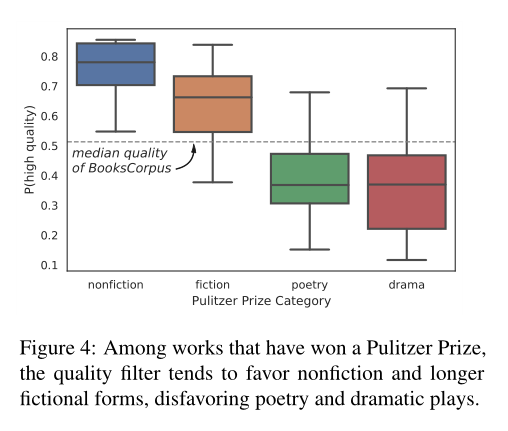 0.8
0.7
0.6
0.5
0.4
0.3
0.2
0.1
P(high quality)
median quality
of BooksCorpus
nonfiction fiction poetry drama
Pulitzer Prize Category
Figure 4: Among works that have won a Pulitzer Prize,
the quality filter tends to favor nonfiction and longer
fictional forms, disfavoring poetry and dramatic plays.